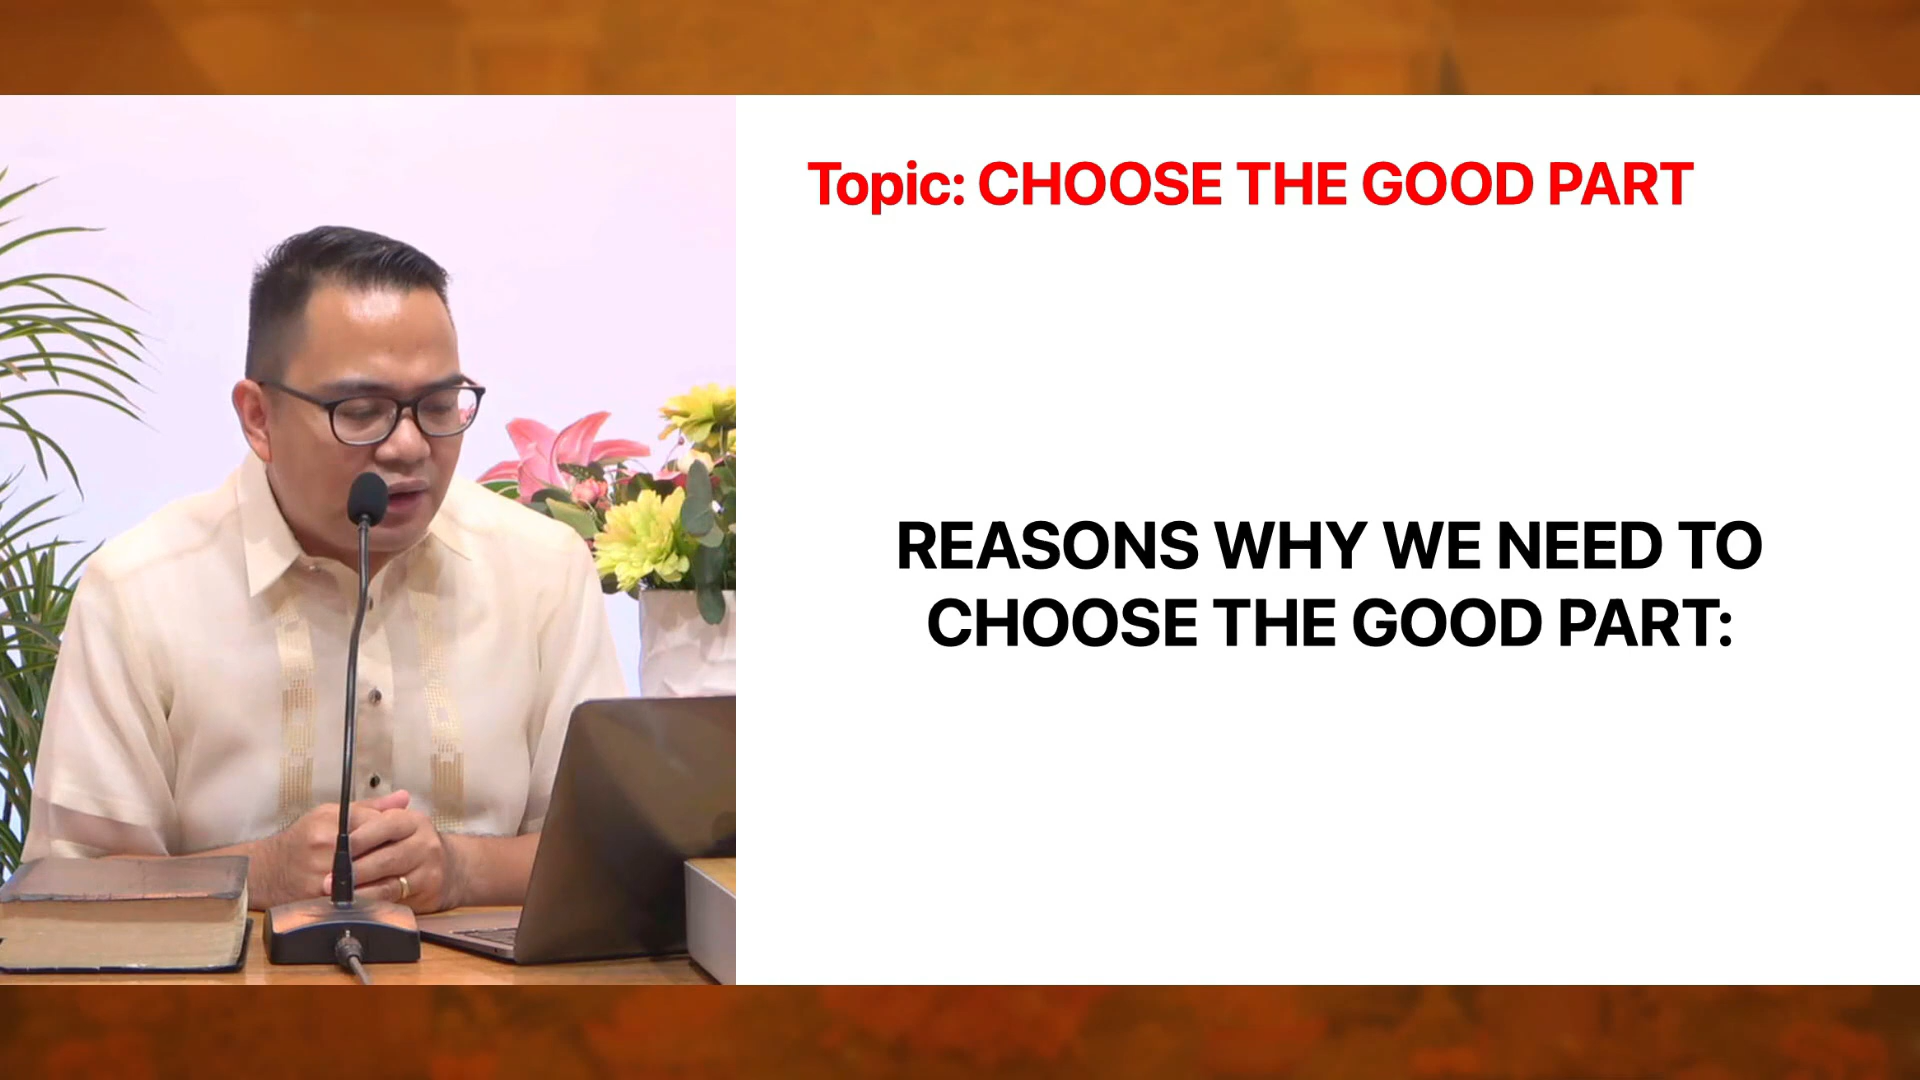 Topic: CHOOSE THE GOOD PART
REASONS WHY WE NEED TO
CHOOSE THE GOOD PART: